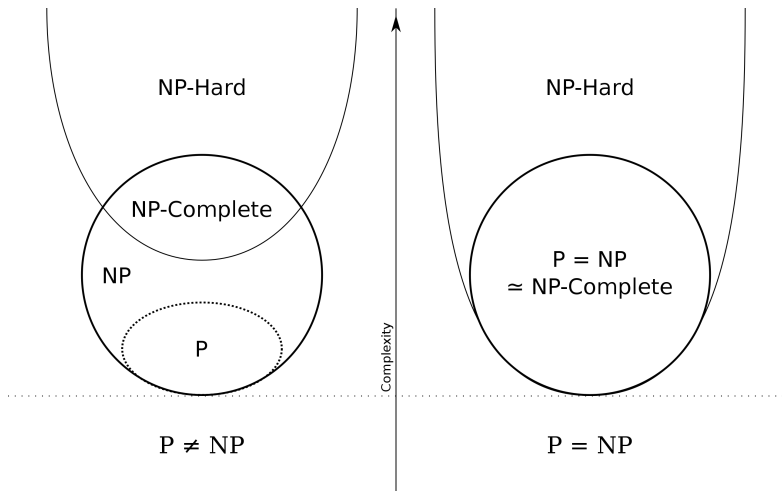 NP-Hard
NP-Complete
NP
P
P ≠ NP
Complexity
NP-Hard
P = NP
≃ NP-Complete
P = NP